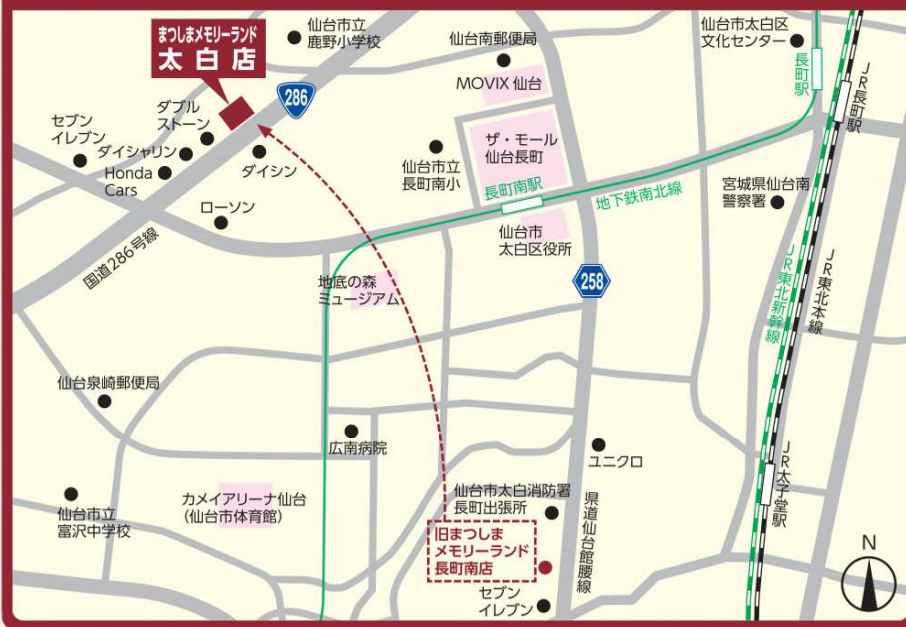 まつしまメモリーランド
太白店
仙台市立
鹿野小学校
仙台南郵便局
MOVIX 仙台
仙台市太白区
文化センター
長町駅
JR長町駅
286
セブン
イレブン
ダブル
ストーン
ダイシャリン
Honda
Cars
ダイシン
ローソン
国道286号線
仙台市立
長町南小
ザ・モール
仙台長町
長町南駅
地下鉄南北線
仙台市
太白区役所
宮城県仙台南
警察署
258
JR東北新幹線
JR東北本線
地底の森
ミュージアム
仙台泉崎郵便局
広南病院
ユニクロ
JR太子堂駅
仙台市立
富沢中学校
カメイアリーナ仙台
(仙台市体育館)
仙台市太白消防署
長町出張所
県道仙台館腰線
旧まつしま
メモリーランド
長町南店
セブン
イレブン
N